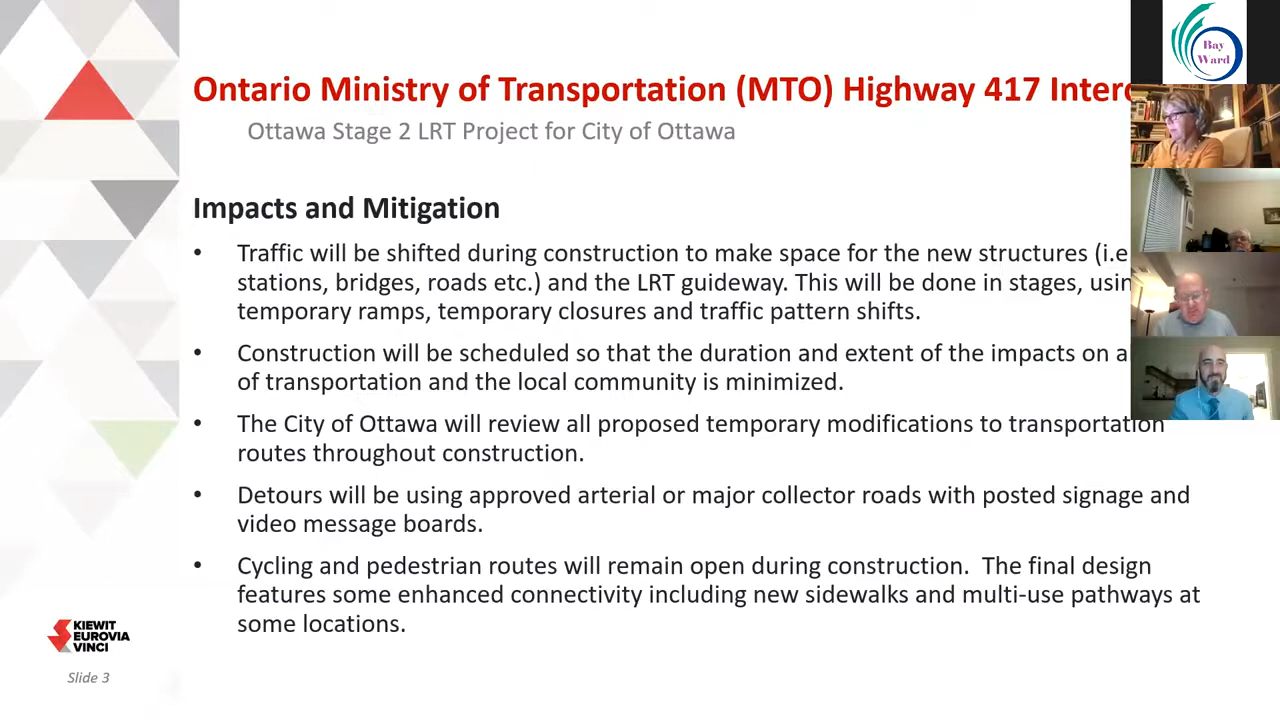 Ontario Ministry of Transportation (MTO) Highway 417
Ottawa Stage 2 LRT Project for City of Ottawa
Impacts and Mitigation
• Traffic will be shifted during construction to make space for the new structures (i.e
stations, bridges, roads etc.) and the LRT guideway. This will be done in stages,
temporary ramps, temporary closures and traffic pattern shifts.
• Construction will be scheduled so that the duration and extent of the impacts on
of transportation and the local community is minimized.
• The City of Ottawa will review all proposed temporary modifications to transportation
routes throughout construction.
• Detours will be using approved arterial or major collector roads with posted signage and
video message boards.
• Cycling and pedestrian routes will remain open during construction. The final design
features some enhanced connectivity including new sidewalks and multi-use pathways at
some locations.
KIEWIT
EUROVIA
VINCI
Slide 3
Bay
Ward